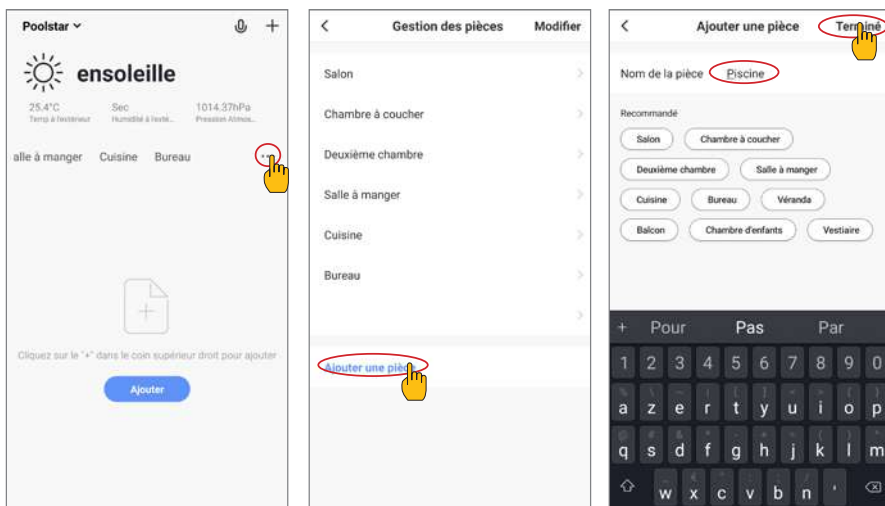 Poolstar
ensoleille
25.4°C Sec 1014.37hPa
Temp à l'extérieur Humidité à l'exté... Pression Atmos...
alle à manger Cuisine Bureau
Cliquez sur le "+" dans le coin supérieur droit pour ajouter
Ajouter
Gestion des pièces Modifier
Salon
Chambre à coucher
Deuxième chambre
Salle à manger
Cuisine
Bureau
Ajouter une pièce
Ajouter une pièce Terminé
Nom de la pièce Piscine
Recommandé
Salon Chambre à coucher
Deuxième chambre Salle à manger
Cuisine Bureau Véranda
Balcon Chambre d'enfants Vestiaire
+ Pour Pas Par
1 2 3 4 5 6 7 8 9 0
a z e r t y u i o p
q s d f g h j k l m
w x c v b n '